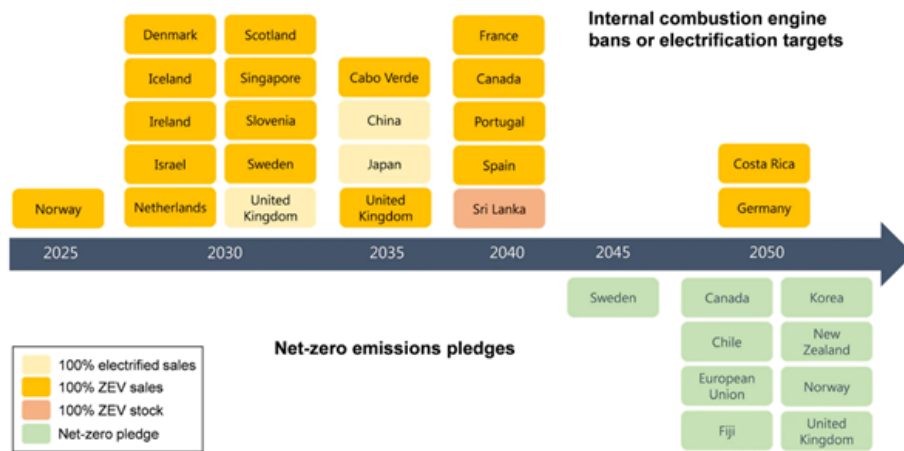 Internal combustion engine
bans or electrification targets
Denmark
Scotland
France
Iceland
Singapore
Cabo Verde
Canada
Ireland
Slovenia
China
Portugal
Israel
Sweden
Japan
Spain
Costa Rica
Norway
Netherlands
United
Kingdom
United
Kingdom
Sri Lanka
Germany
2025 2030 2035 2040 2045 2050
Sweden
Canada
Korea
Net-zero emissions pledges
Chile
New
Zealand
European
Union
Norway
Fiji
United
Kingdom
100% electrified sales
100% ZEV sales
100% ZEV stock
Net-zero pledge